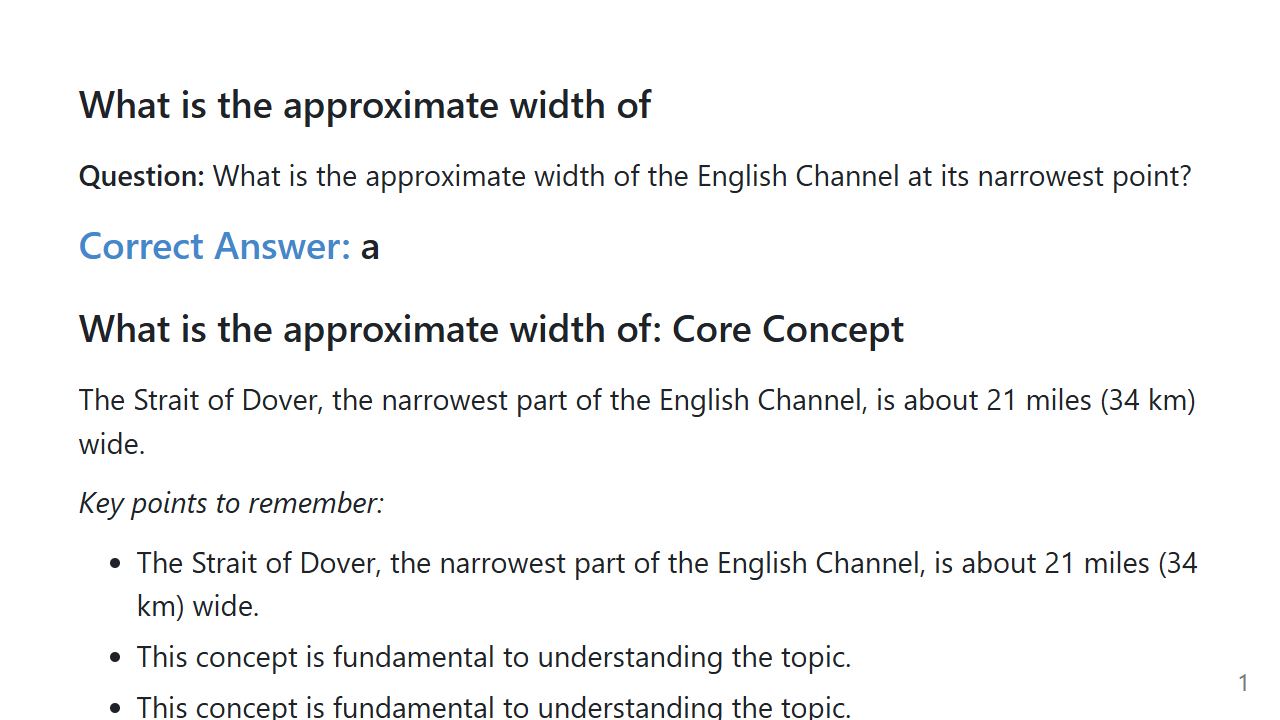 What is the approximate width of
Question: What is the approximate width of the English Channel at its narrowest point?
Correct Answer: a
What is the approximate width of: Core Concept
The Strait of Dover, the narrowest part of the English Channel, is about 21 miles (34 km)
wide.
Key points to remember:
• The Strait of Dover, the narrowest part of the English Channel, is about 21 miles (34
km) wide.
• This concept is fundamental to understanding the topic.
• This concept is fundamental to understanding the topic.
1